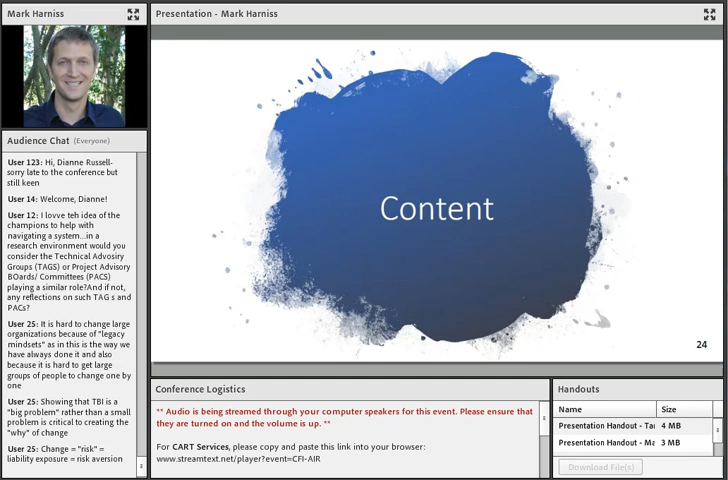 Mark Harniss
Audience Chat (Everyone)
User 123: Hi, Dianne Russell-
sorry late to the conference but
still keen
User 14: Welcome, Dianne!
User 12: I lovve teh idea of the
champions to help with
navigating a system...in a
research environment would you
consider the Technical Advosiry
Groups (TAGS) or Project Advisory
BOards/ Committees (PACS)
playing a similar role?And if not,
any reflections on such TAG s and
PACs?
User 25: It is hard to change large
organizations because of "legacy
mindsets" as in this is the way we
have always done it and also
because it is hard to get large
groups of people to change one by
one
User 25: Showing that TBI is a
"big problem" rather than a small
problem is critical to creating the
"why" of change
User 25: Change = "risk" =
liability exposure = risk aversion
Presentation - Mark Harniss
Content
24
Conference Logistics
** Audio is being streamed through your computer speakers for this event. Please ensure that
they are turned on and the volume is up. **
For CART Services, please copy and paste this link into your browser:
www.streamtext.net/player?event=CFI-AIR
Handouts
Name Size
Presentation Handout - Ta 4 MB
Presentation Handout - Ma 3 MB
Download File(s)